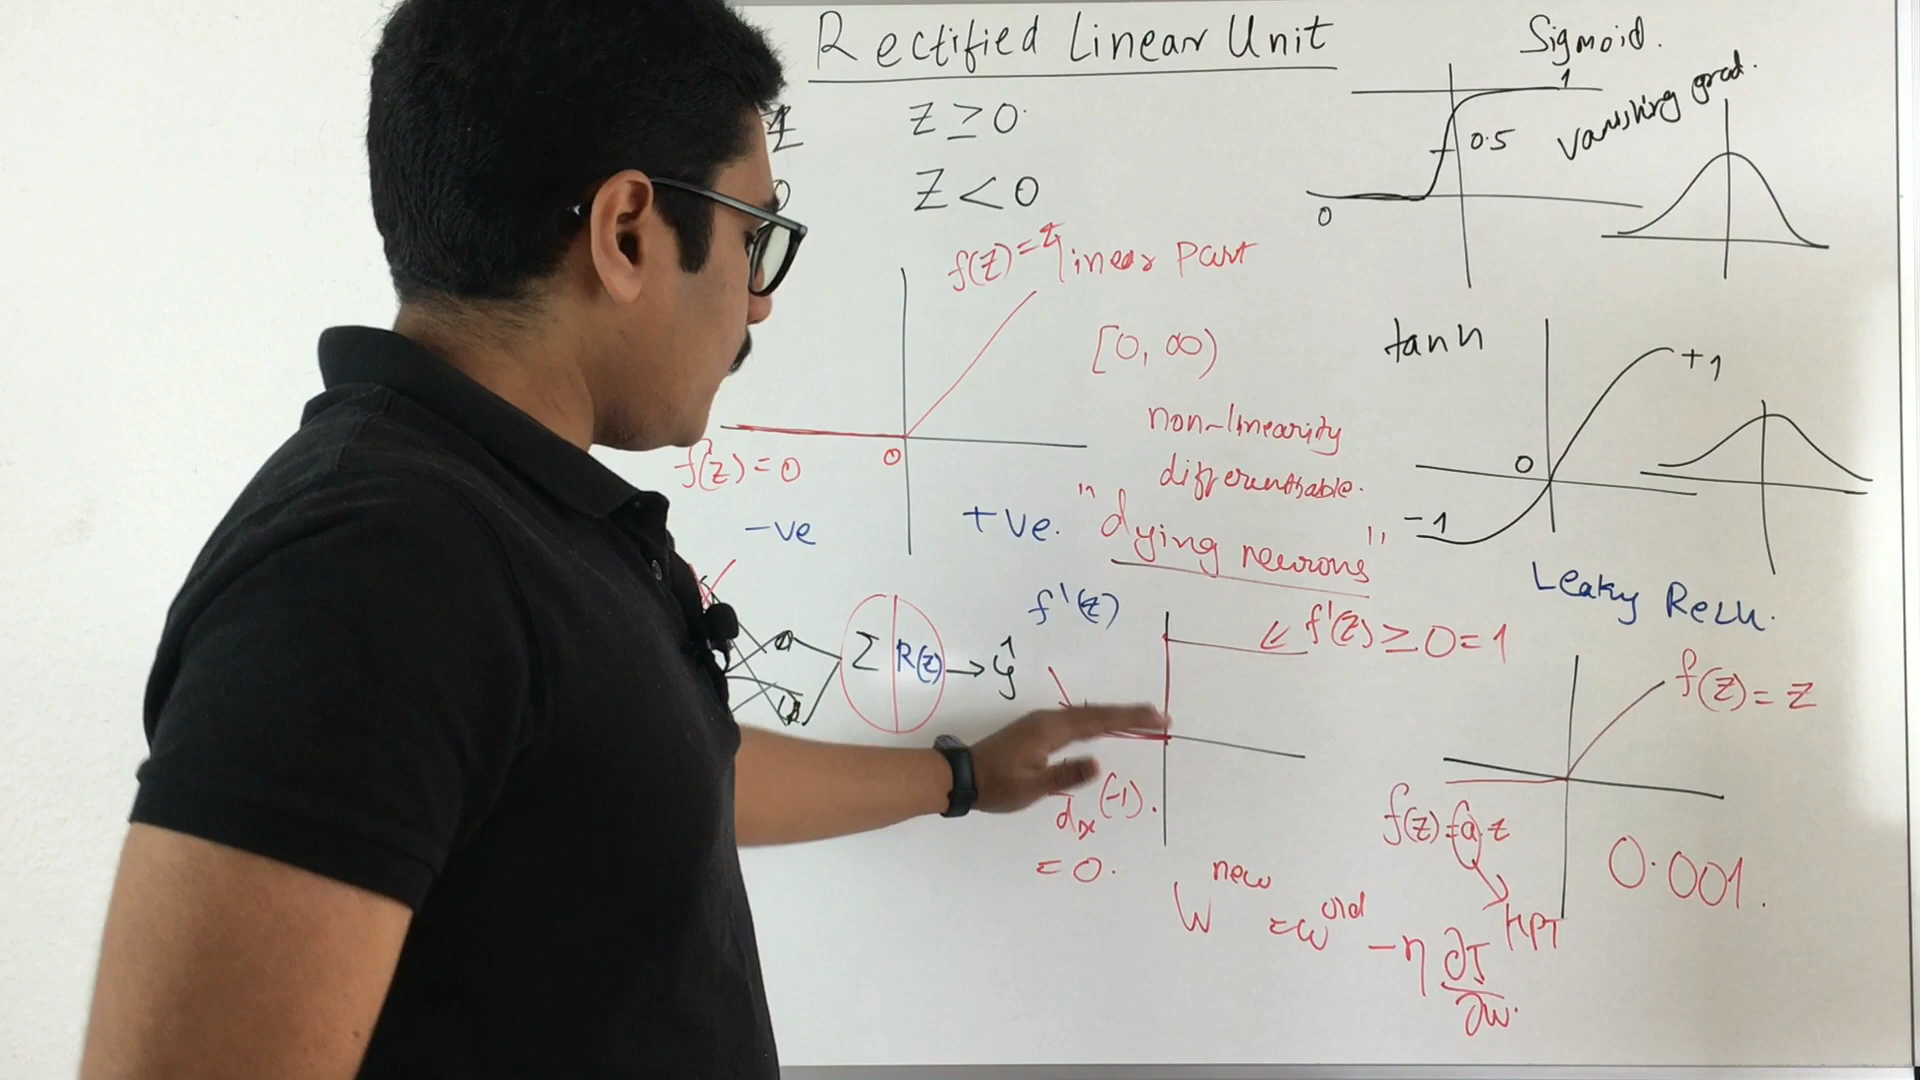 Rectified Linear Unit
Z Z ≥ 0
0 Z < 0
f(z) = z linear part
[0, ∞)
f(z) = 0
0
-ve
+ve.
non-linearity
differentiable.
"dying neurons"
Σ R(z) → ŷ
f'(z)
f'(z) ≥ 0 = 1
dx (-1).
= 0.
W new = w old - η ∂J/∂w.
Sigmoid.
1
0.5
0
vanishing grad.
tanh
+1
0
-1
Leaky ReLU.
f(z) = z
f(z) = a z
HPT
0.001.